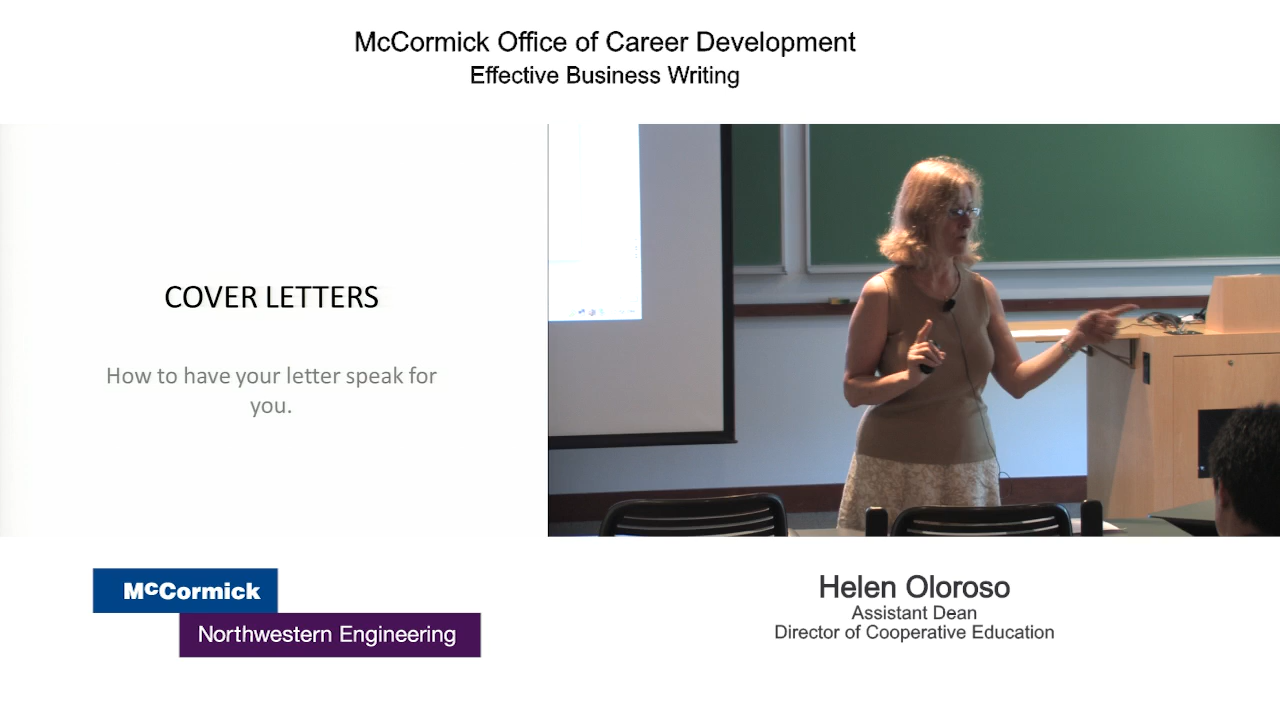 McCormick Office of Career Development
Effective Business Writing
COVER LETTERS
How to have your letter speak for
you.
McCormick
Northwestern Engineering
Helen Oloroso
Assistant Dean
Director of Cooperative Education